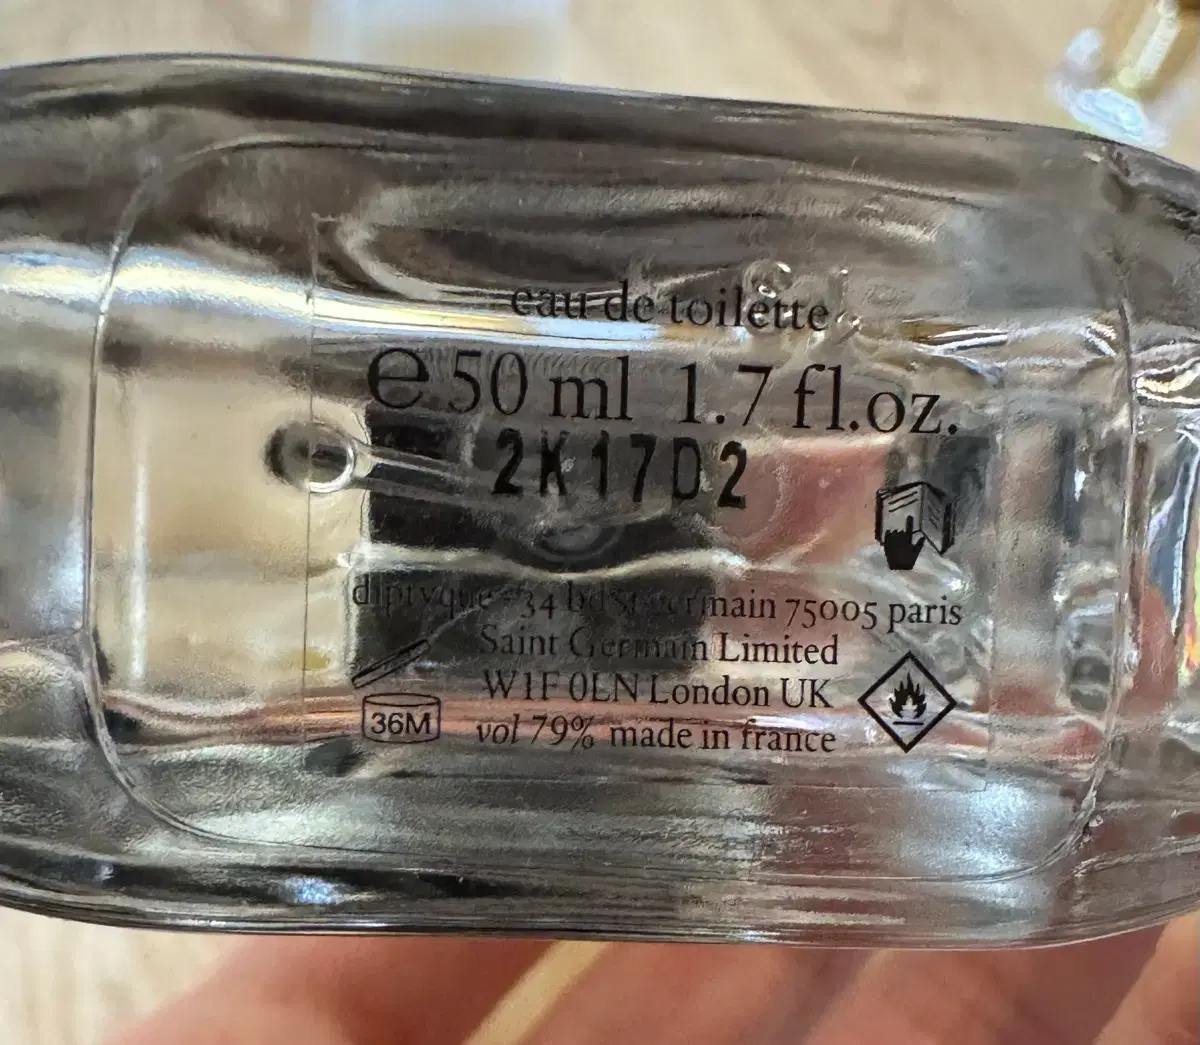 eau de toilette
℮ 50 ml 1.7 fl.oz.
2K17D2
diptyque - 34 bd st germain 75005 paris
Saint Germain Limited
W1F 0LN London UK
36M
vol 79% made in france